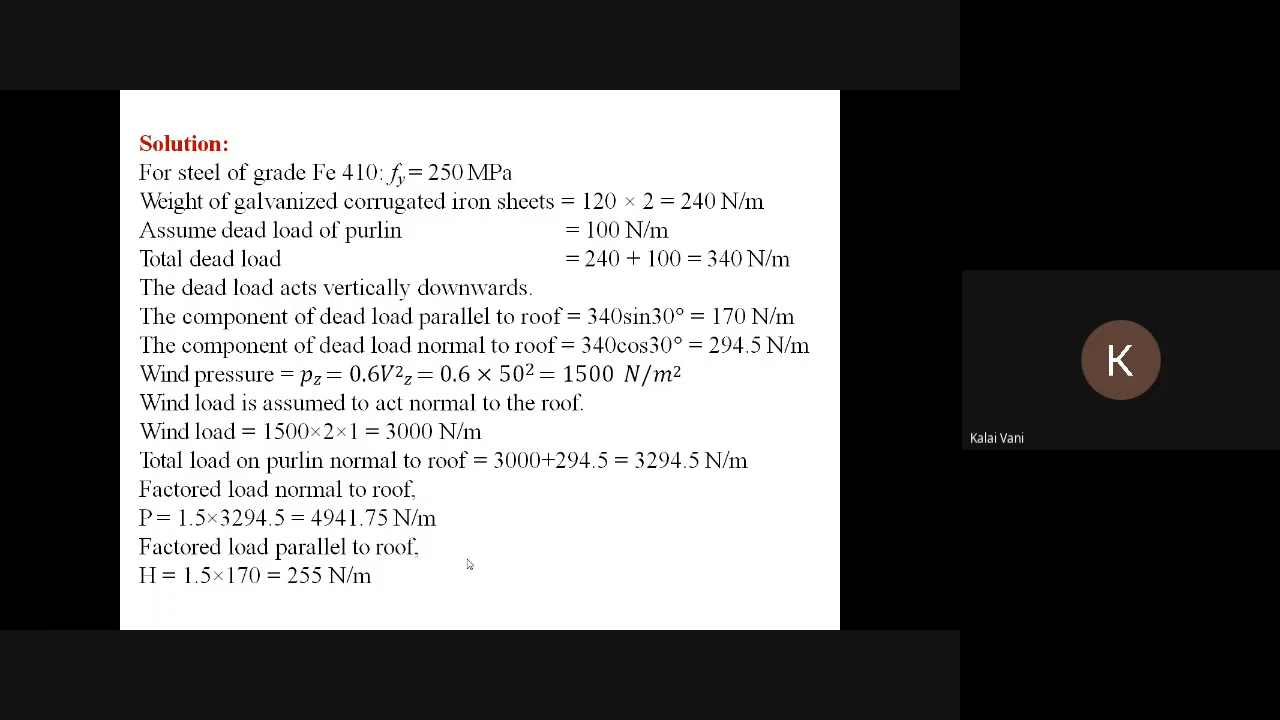 Solution:
For steel of grade Fe 410: fy = 250 MPa
Weight of galvanized corrugated iron sheets = 120 × 2 = 240 N/m
Assume dead load of purlin = 100 N/m
Total dead load = 240 + 100 = 340 N/m
The dead load acts vertically downwards.
The component of dead load parallel to roof = 340sin30° = 170 N/m
The component of dead load normal to roof = 340cos30° = 294.5 N/m
Wind pressure = pz = 0.6V²z = 0.6 × 50² = 1500 N/m²
Wind load is assumed to act normal to the roof.
Wind load = 1500×2×1 = 3000 N/m
Total load on purlin normal to roof = 3000+294.5 = 3294.5 N/m
Factored load normal to roof,
P = 1.5×3294.5 = 4941.75 N/m
Factored load parallel to roof,
H = 1.5×170 = 255 N/m
K
Kalai Vani